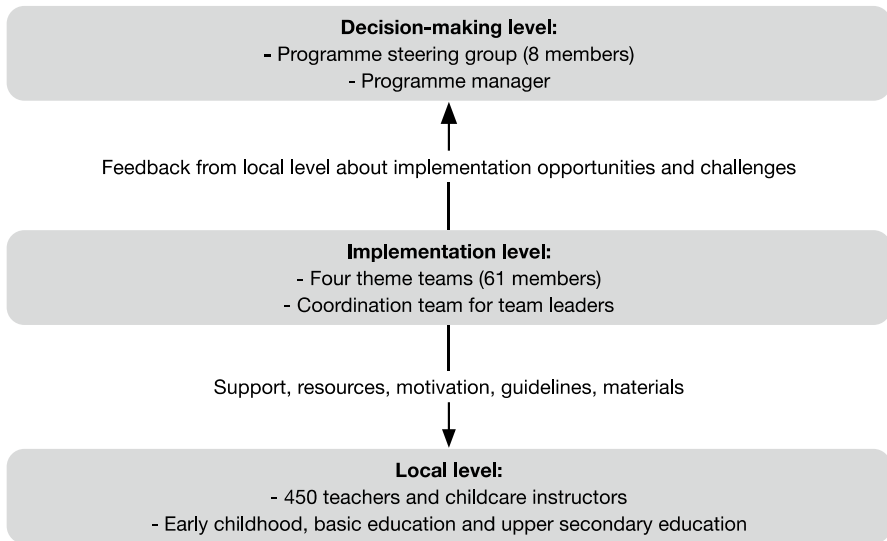 Decision-making level:
- Programme steering group (8 members)
- Programme manager
Feedback from local level about implementation opportunities and challenges
Implementation level:
- Four theme teams (61 members)
- Coordination team for team leaders
Support, resources, motivation, guidelines, materials
Local level:
- 450 teachers and childcare instructors
- Early childhood, basic education and upper secondary education